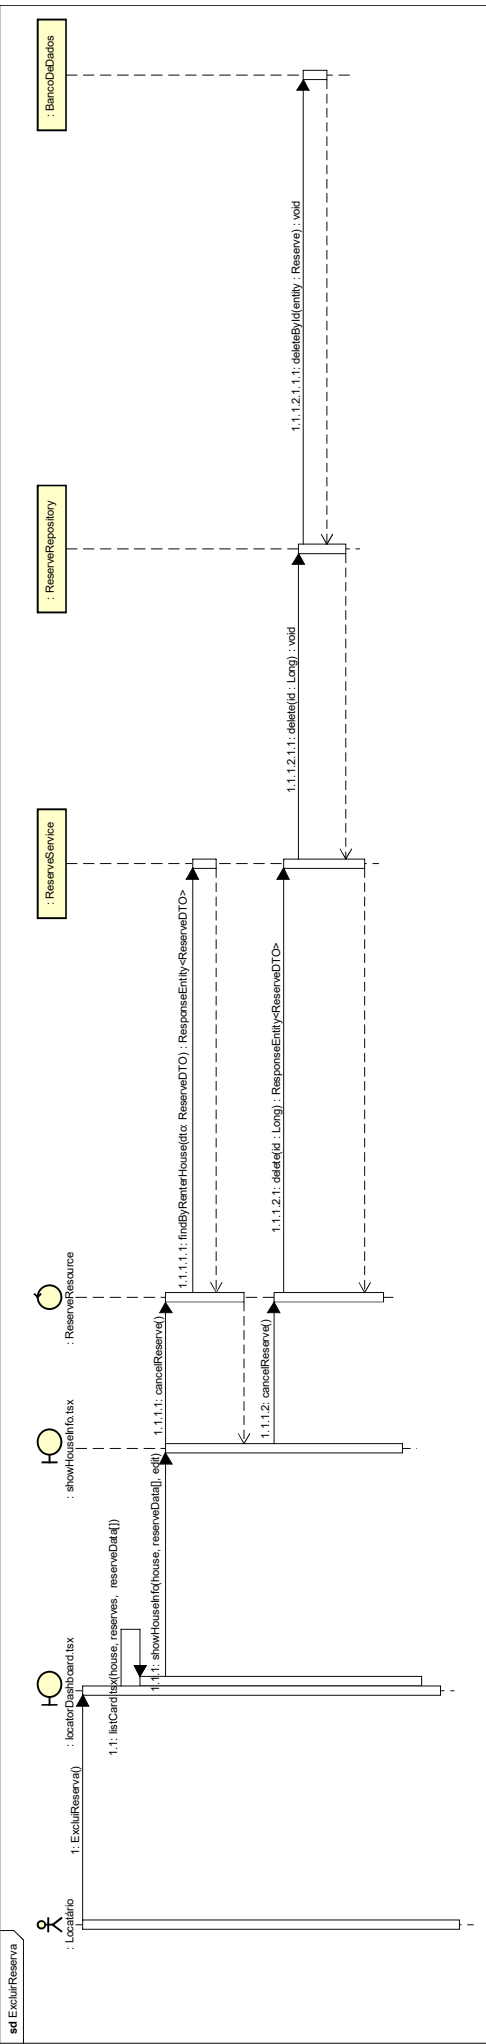 sd ExcluirReserva
: Locatário
: locatorDashboard.tsx
: showHouseInfo.tsx
: ReserveResource
: ReserveService
: ReserveRepository
: BancoDeDados
1: ExcluiReserva()
1.1: listCard.tsx(house, reserves, reserveData[])
1.1.1: showHouseInfo(house, reserveData[], edit)
1.1.1.1: cancelReserve()
1.1.1.1.1: findByRenterHouse(dto: ReserveDTO) : ResponseEntity<ReserveDTO>
1.1.1.2: cancelReserve()
1.1.1.2.1: delete(id : Long) : ResponseEntity<ReserveDTO>
1.1.1.2.1.1: delete(id : Long) : void
1.1.1.2.1.1.1: deleteById(entity : Reserve) : void